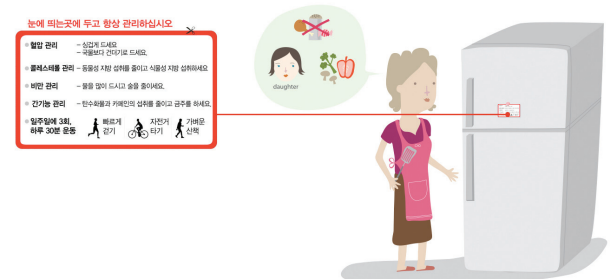 눈에 띄는곳에 두고 항상 관리하십시오
혈압 관리 – 싱겁게 드세요
– 국물보다 건더기로 드세요.
콜레스테롤 관리 – 동물성 지방 섭취를 줄이고 식물성 지방 섭취하세요
비만 관리 – 물을 많이 드시고 술을 줄이세요.
간기능 관리 – 탄수화물과 카페인의 섭취를 줄이고 금주를 하세요.
일주일에 3회,
하루 30분 운동
빠르게
걷기
자전거
타기
가벼운
산책
daughter